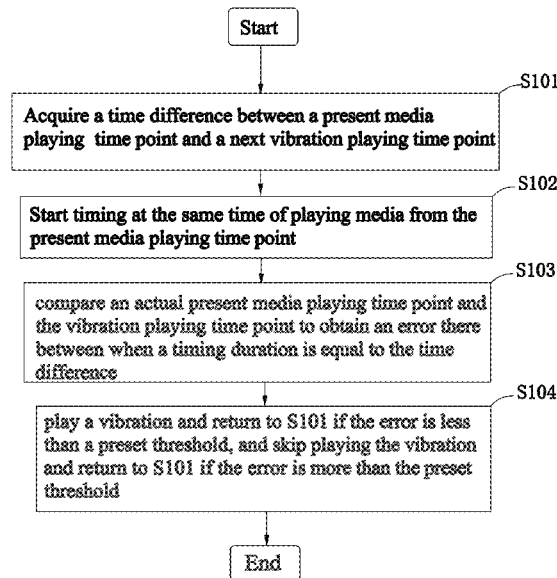 Start
S101
Acquire a time difference between a present media
playing time point and a next vibration playing time point
S102
Start timing at the same time of playing media from the
present media playing time point
S103
compare an actual present media playing time point and
the vibration playing time point to obtain an error there
between when a timing duration is equal to the time
difference
S104
play a vibration and return to S101 if the error is less
than a preset threshold, and skip playing the vibration
and return to S101 if the error is more than the preset
threshold
End